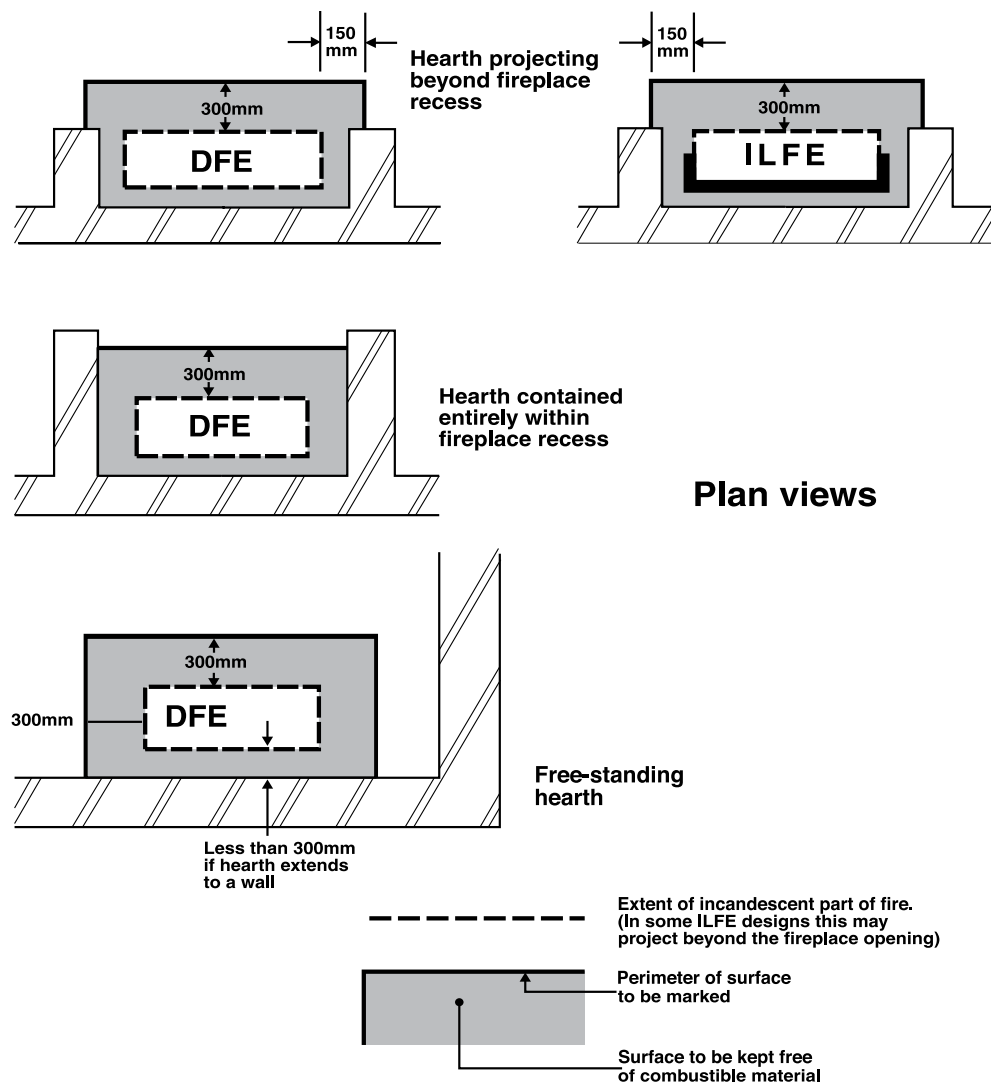 150
mm
Hearth projecting
beyond fireplace
recess
150
mm
300mm
DFE
300mm
ILFE
300mm
DFE
Hearth contained
entirely within
fireplace recess
Plan views
300mm
300mm
DFE
Free-standing
hearth
Less than 300mm
if hearth extends
to a wall
Extent of incandescent part of fire.
(In some ILFE designs this may
project beyond the fireplace opening)
Perimeter of surface
to be marked
Surface to be kept free
of combustible material